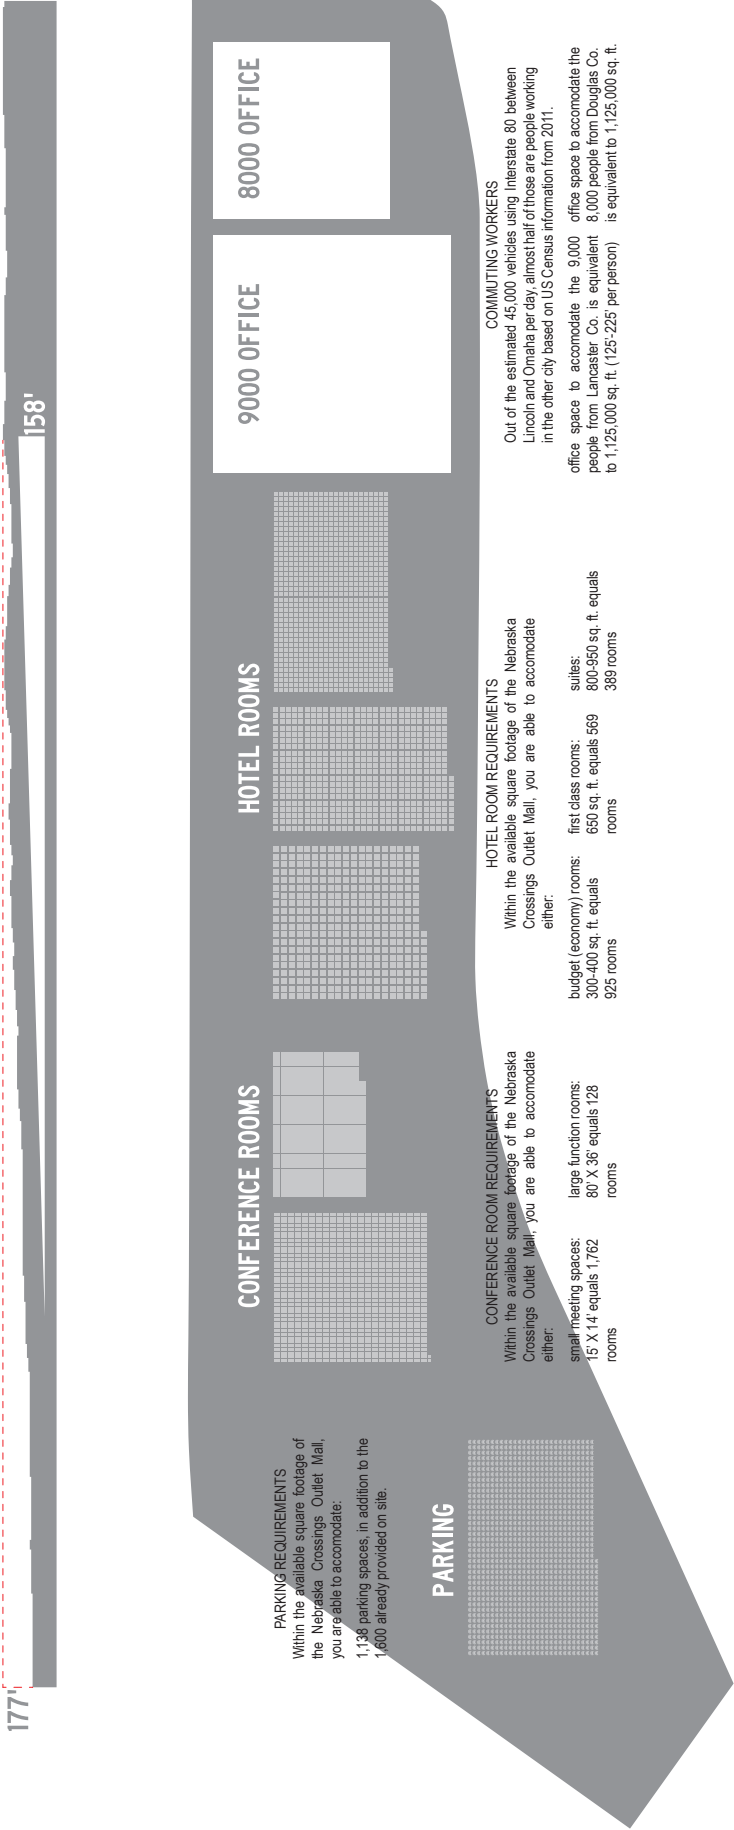 177'
158'
PARKING REQUIREMENTS
Within the available square footage of
the Nebraska Crossings Outlet Mall,
you are able to accomodate:
1,138 parking spaces, in addition to the
1,600 already provided on site.
PARKING
CONFERENCE ROOMS
CONFERENCE ROOM REQUIREMENTS
Within the available square footage of the Nebraska
Crossings Outlet Mall, you are able to accomodate
either:
small meeting spaces:
15' X 14' equals 1,762
rooms
large function rooms:
80' X 36' equals 128
rooms
HOTEL ROOMS
HOTEL ROOM REQUIREMENTS
Within the available square footage of the Nebraska
Crossings Outlet Mall, you are able to accomodate
either:
budget (economy) rooms:
300-400 sq. ft. equals
925 rooms
first class rooms:
650 sq. ft. equals 569
rooms
suites:
800-950 sq. ft. equals
389 rooms
9000 OFFICE
8000 OFFICE
COMMUTING WORKERS
Out of the estimated 45,000 vehicles using Interstate 80 between
Lincoln and Omaha per day, almost half of those are people working
in the other city based on US Census information from 2011.
office space to accomodate the 9,000
people from Lancaster Co. is equivalent
to 1,125,000 sq. ft. (125'-225' per person)
office space to accomodate the
8,000 people from Douglas Co.
is equivalent to 1,125,000 sq. ft.